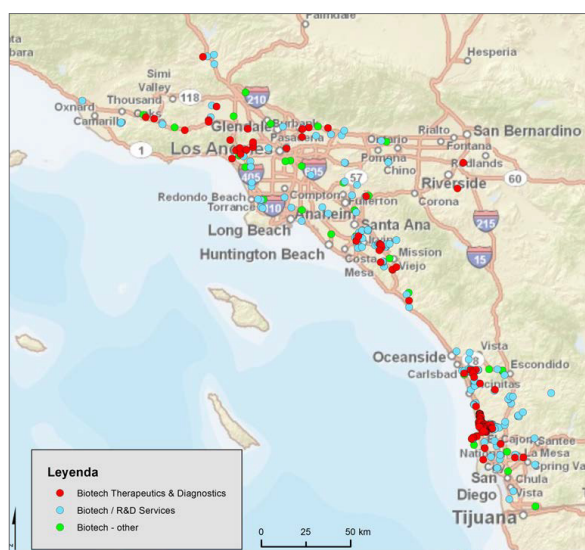 Palmdale
Hesperia
Simi
Valley
118
Thousand
Oaks
Oxnard
Camarillo
210
Burbank
Glendale
Pasadena
Los Angeles
1
405
605
Ontario
Pomona
Chino
Rialto
Fontana
San Bernardino
Redlands
Riverside
60
57
Corona
Compton
Fullerton
Redondo Beach
Torrance
Anaheim
Long Beach
Santa Ana
Huntington Beach
Costa
Mesa
Mission
Viejo
215
15
Oceanside
Vista
Carlsbad
Escondido
Encinitas
El Cajon
Santee
La Mesa
Spring Va
San
Diego
Chula
Vista
Tijuana
Leyenda
Biotech Therapeutics & Diagnostics
Biotech / R&D Services
Biotech - other
0 25 50 km